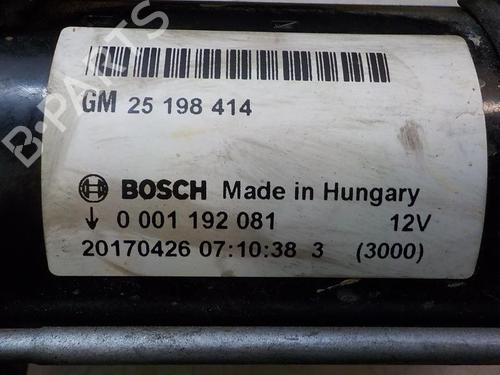 GM 25 198 414
BOSCH Made in Hungary
0 001 192 081 12V
20170426 07:10:38 3 (3000)
B-PARTS